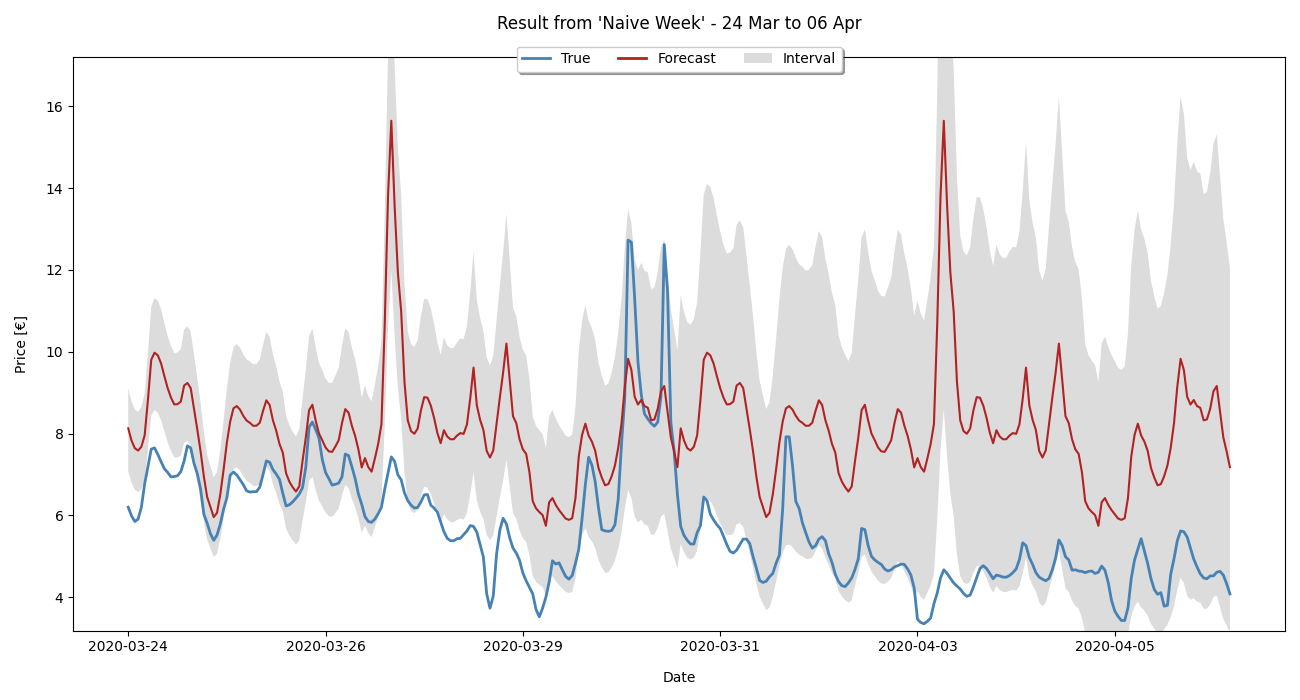 Result from 'Naive Week' - 24 Mar to 06 Apr
True Forecast Interval
Price [€]
16
14
12
10
8
6
4
2020-03-24 2020-03-26 2020-03-29 2020-03-31 2020-04-03 2020-04-05
Date